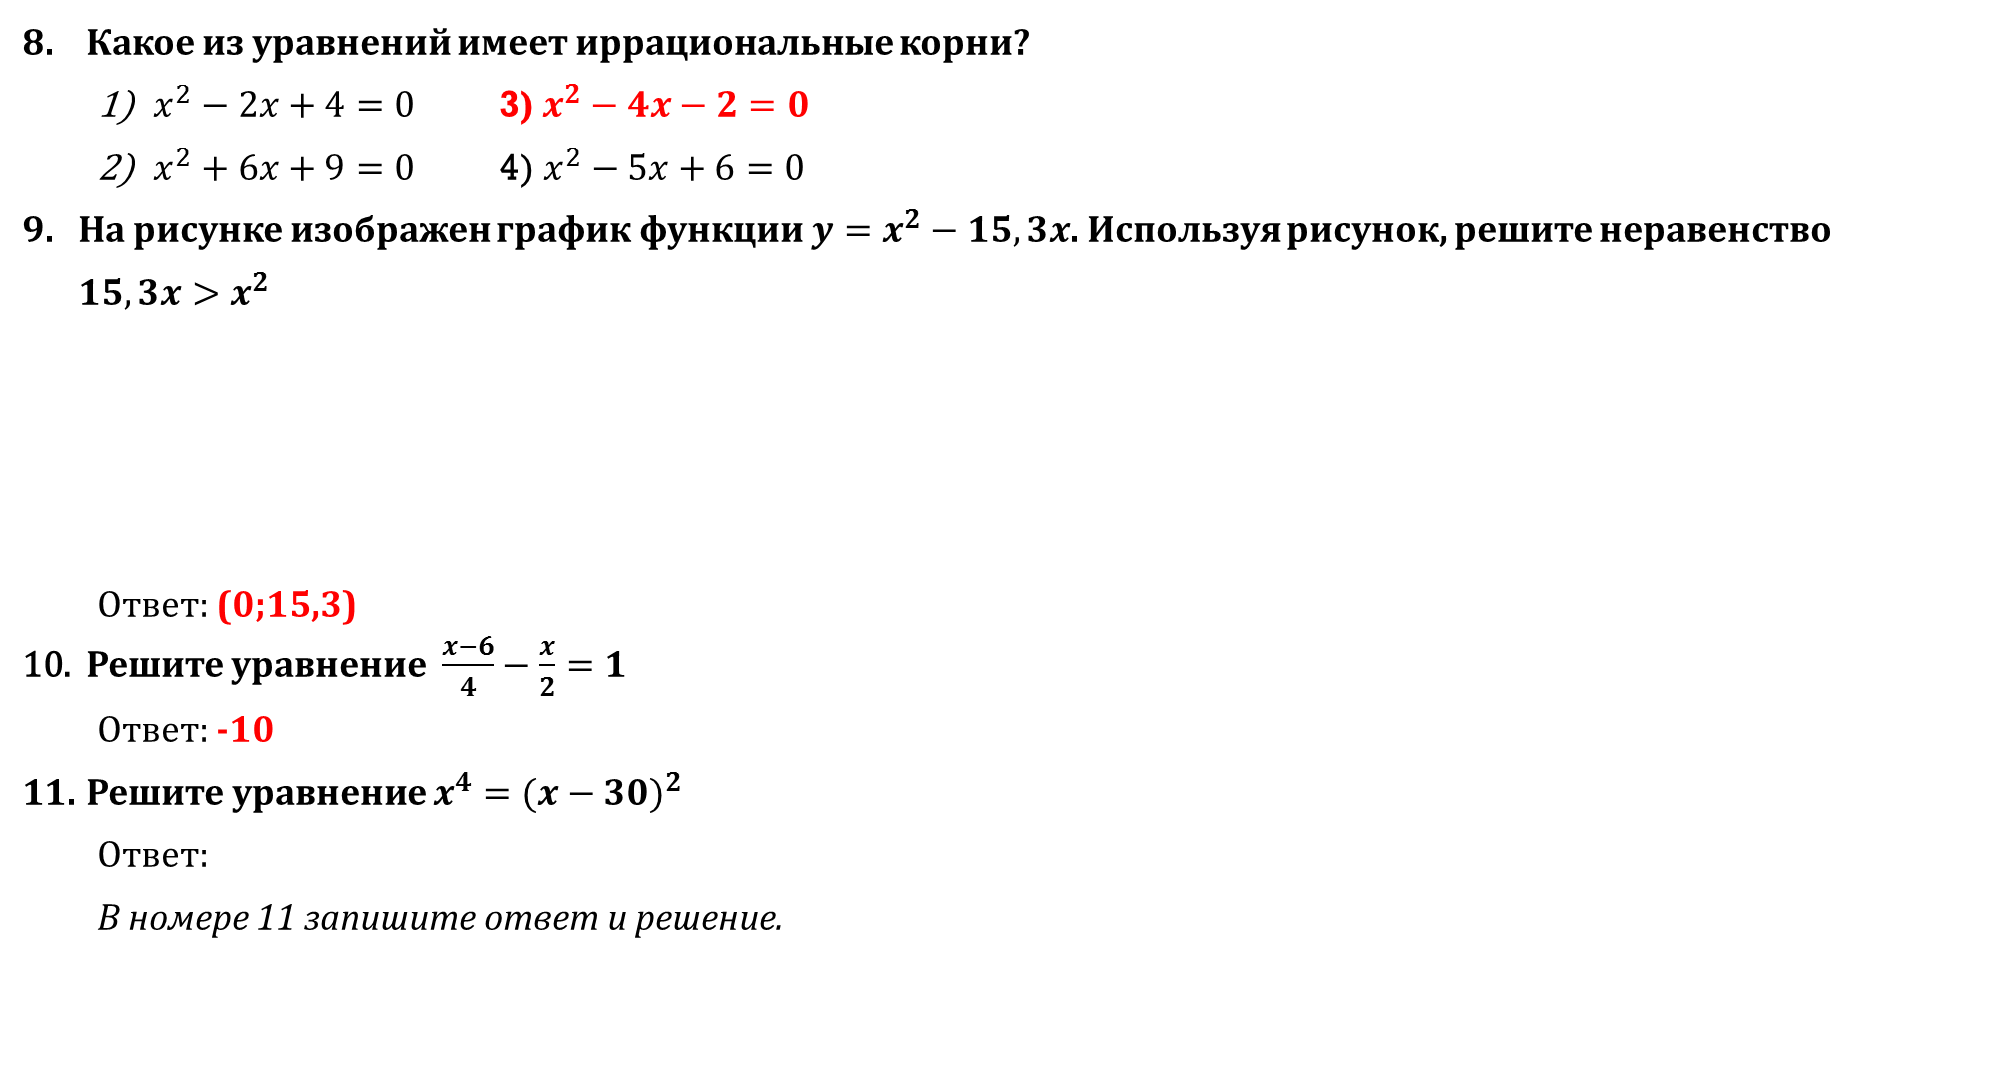 8. Какое из уравнений имеет иррациональные корни?
1) x² − 2x + 4 = 0 3) x² − 4x − 2 = 0
2) x² + 6x + 9 = 0 4) x² − 5x + 6 = 0
9. На рисунке изображен график функции y = x² − 15,3x. Используя рисунок, решите неравенство
15,3x > x²
Ответ: (0;15,3)
10. Решите уравнение (x−6)/4 − x/2 = 1
Ответ: -10
11. Решите уравнение x⁴ = (x − 30)²
Ответ:
В номере 11 запишите ответ и решение.